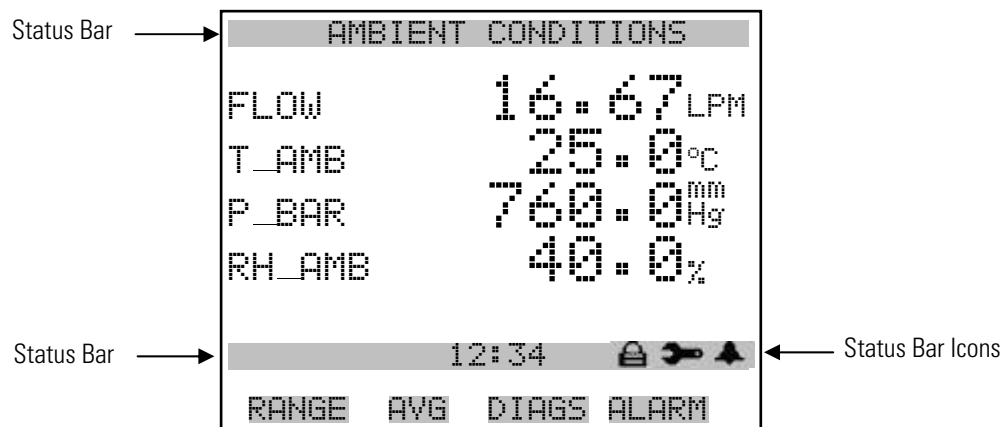 Status Bar
AMBIENT CONDITIONS
FLOW 16.67 LPM
T_AMB 25.0 °C
P_BAR 760.0 mm Hg
RH_AMB 40.0 %
Status Bar
12:34
Status Bar Icons
RANGE AVG DIAGS ALARM